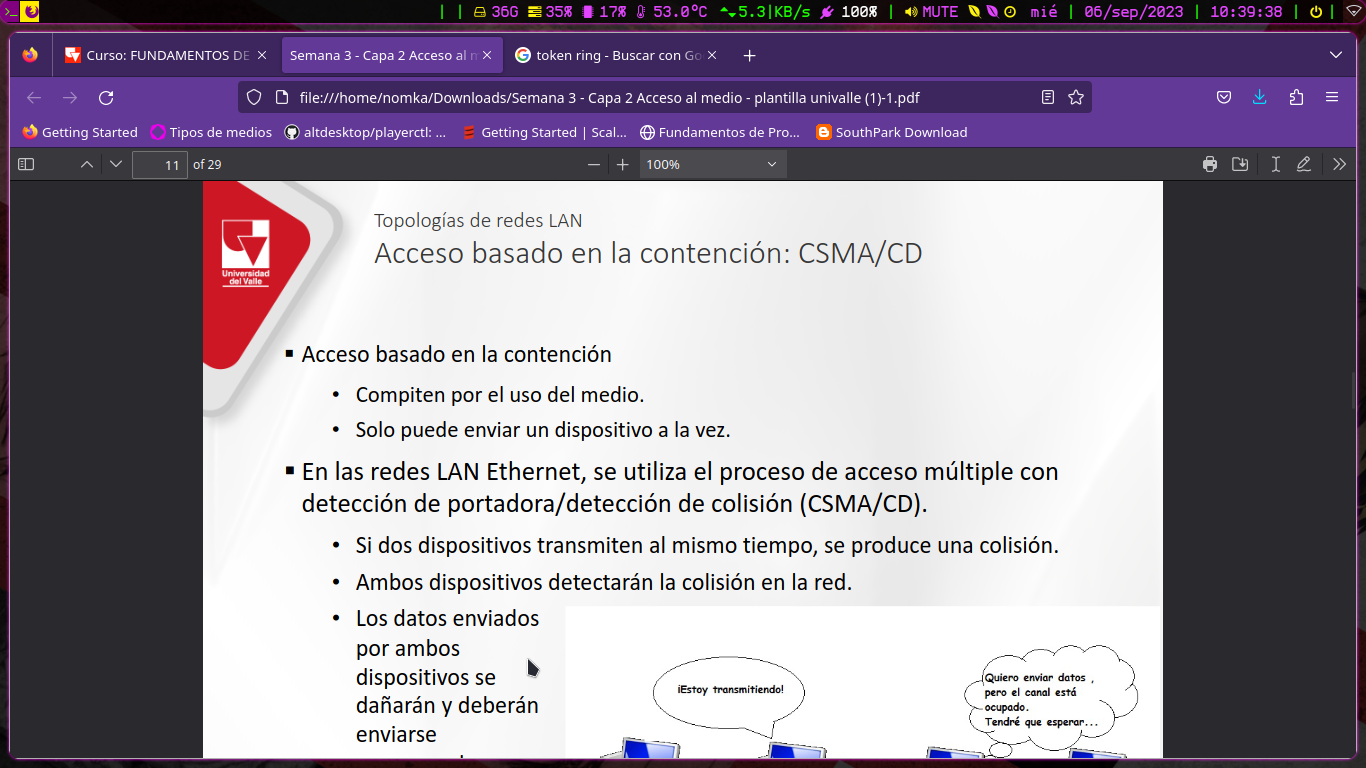 | | 36G 35% 17% 53.0°C 5.3|KB/s 100% | MUTE mié | 06/sep/2023 | 10:39:38 | |
Curso: FUNDAMENTOS DE
Semana 3 - Capa 2 Acceso al m
token ring - Buscar con Go
file:///home/nomka/Downloads/Semana 3 - Capa 2 Acceso al medio - plantilla univalle (1)-1.pdf
Getting Started Tipos de medios altdesktop/playerctl: ... Getting Started | Scal... Fundamentos de Pro... SouthPark Download
11 of 29 100%
Topologías de redes LAN
Acceso basado en la contención: CSMA/CD
Universidad
del Valle
▪ Acceso basado en la contención
• Compiten por el uso del medio.
• Solo puede enviar un dispositivo a la vez.
▪ En las redes LAN Ethernet, se utiliza el proceso de acceso múltiple con
detección de portadora/detección de colisión (CSMA/CD).
• Si dos dispositivos transmiten al mismo tiempo, se produce una colisión.
• Ambos dispositivos detectarán la colisión en la red.
• Los datos enviados
por ambos
dispositivos se
dañarán y deberán
enviarse
¡Estoy transmitiendo!
Quiero enviar datos ,
pero el canal está
ocupado.
Tendré que esperar...